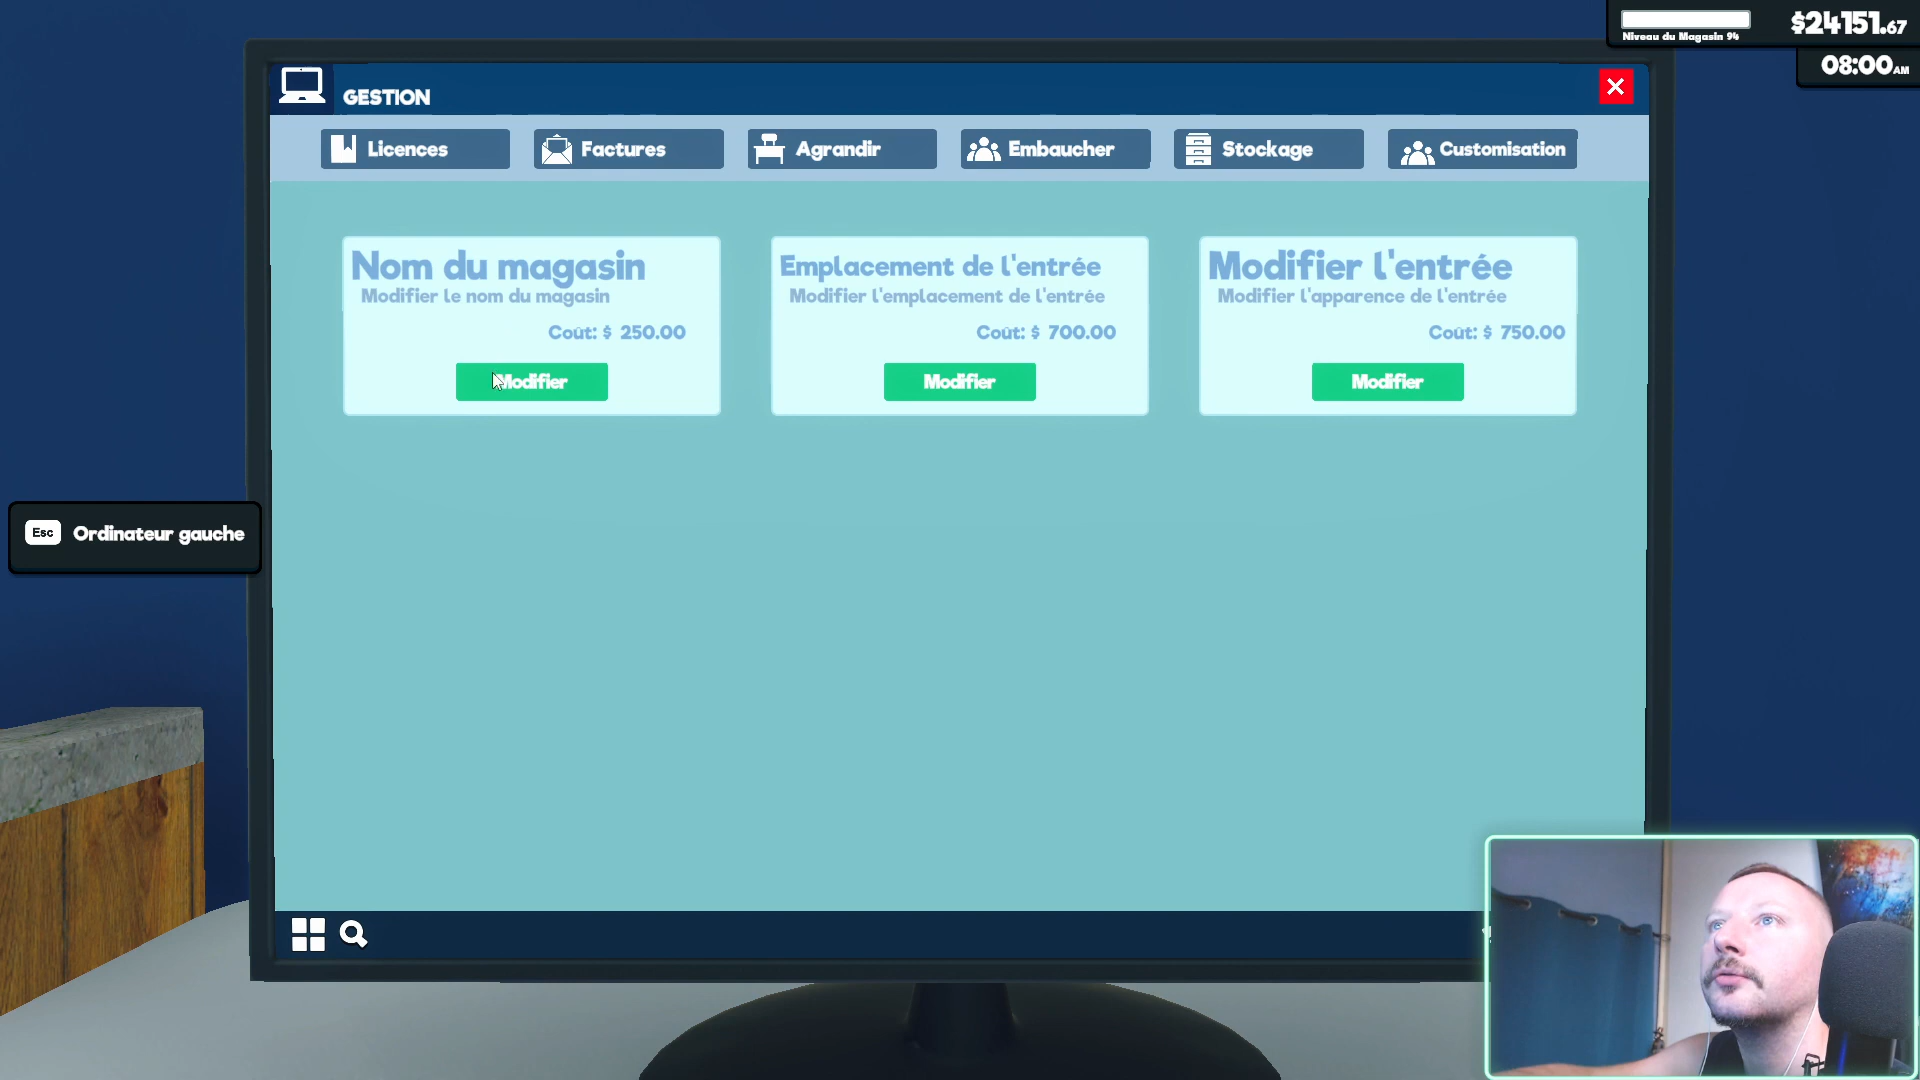 $24151.67
Niveau du Magasin 94
08:00AM
GESTION
Licences
Factures
Agrandir
Embaucher
Stockage
Customisation
Nom du magasin
Modifier le nom du magasin
Coût: $ 250.00
Modifier
Emplacement de l'entrée
Modifier l'emplacement de l'entrée
Coût: $ 700.00
Modifier
Modifier l'entrée
Modifier l'apparence de l'entrée
Coût: $ 750.00
Modifier
Esc Ordinateur gauche